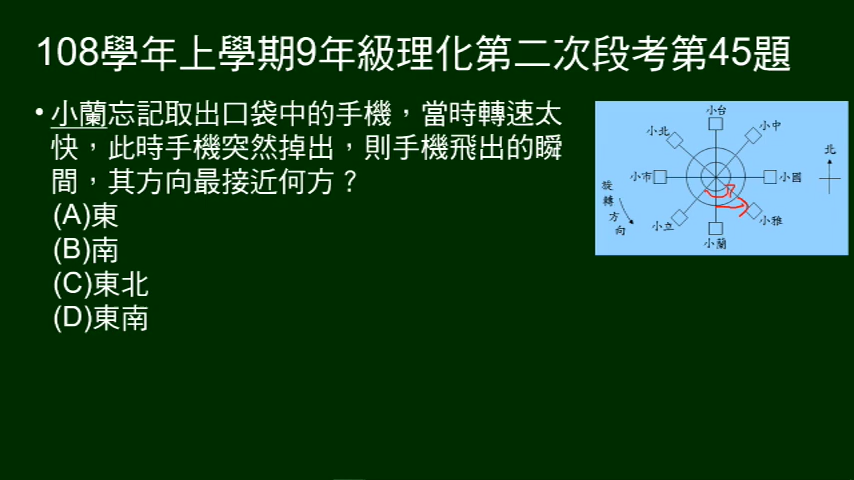 108學年上學期9年級理化第二次段考第45題
• 小蘭忘記取出口袋中的手機，當時轉速太
快，此時手機突然掉出，則手機飛出的瞬
間，其方向最接近何方？
(A)東
(B)南
(C)東北
(D)東南
小台
小北
小中
北
小市
小國
旋轉方向
小立
小雅
小蘭